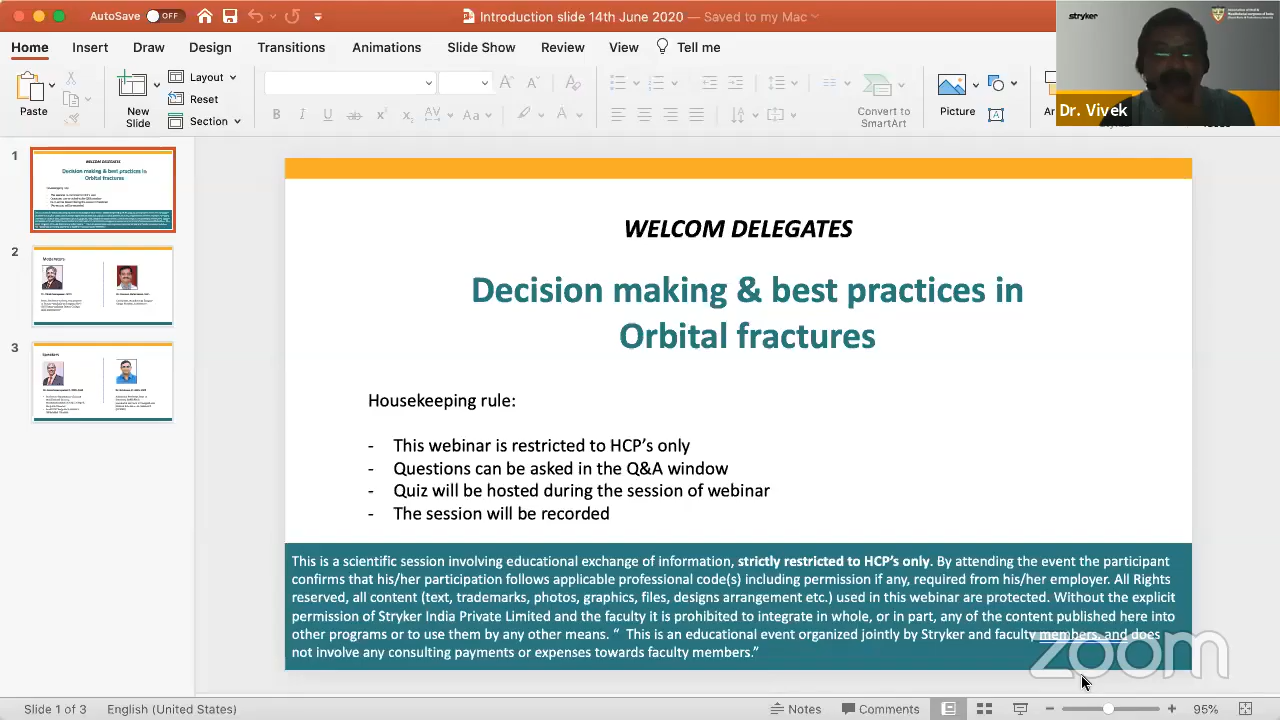 AutoSave OFF
Introduction slide 14th June 2020 — Saved to my Mac
Home Insert Draw Design Transitions Animations Slide Show Review View Tell me
Paste
New
Slide
Layout
Reset
Section
B I U ab
Aa
Convert to
SmartArt
Picture
stryker
Dr. Vivek
1
2
Moderators
3
Speakers
WELCOM DELEGATES
Decision making & best practices in
Orbital fractures
Housekeeping rule:
- This webinar is restricted to HCP’s only
- Questions can be asked in the Q&A window
- Quiz will be hosted during the session of webinar
- The session will be recorded
This is a scientific session involving educational exchange of information, strictly restricted to HCP’s only. By attending the event the participant
confirms that his/her participation follows applicable professional code(s) including permission if any, required from his/her employer. All Rights
reserved, all content (text, trademarks, photos, graphics, files, designs arrangement etc.) used in this webinar are protected. Without the explicit
permission of Stryker India Private Limited and the faculty it is prohibited to integrate in whole, or in part, any of the content published here into
other programs or to use them by any other means. “ This is an educational event organized jointly by Stryker and faculty members, and does
not involve any consulting payments or expenses towards faculty members.”
zoom
Slide 1 of 3 English (United States)
Notes Comments 95%